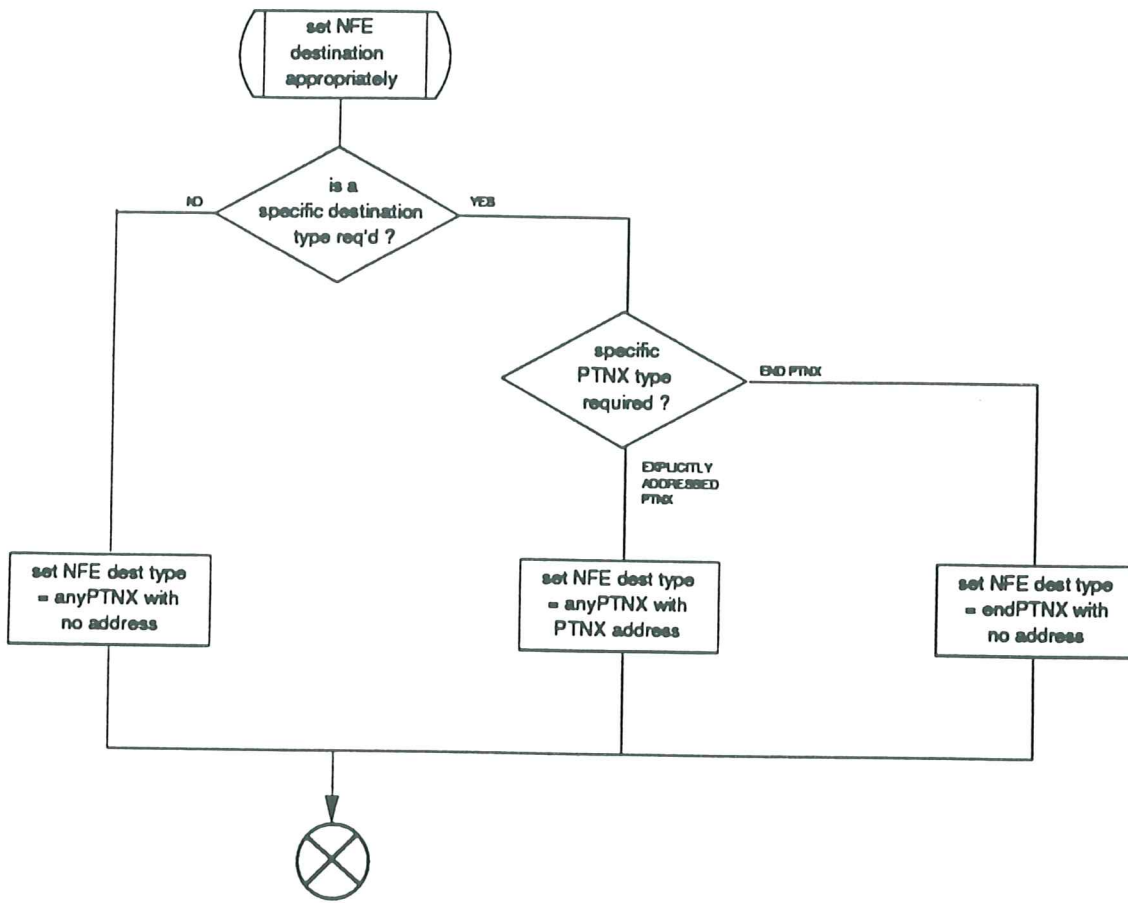 set NFE
destination
appropriately
is a
specific destination
type req'd ?
NO
YES
specific
PTNX type
required ?
END PTNX
EXPLICITLY
ADDRESSED
PTNX
set NFE dest type
= anyPTNX with
no address
set NFE dest type
= anyPTNX with
PTNX address
set NFE dest type
= endPTNX with
no address